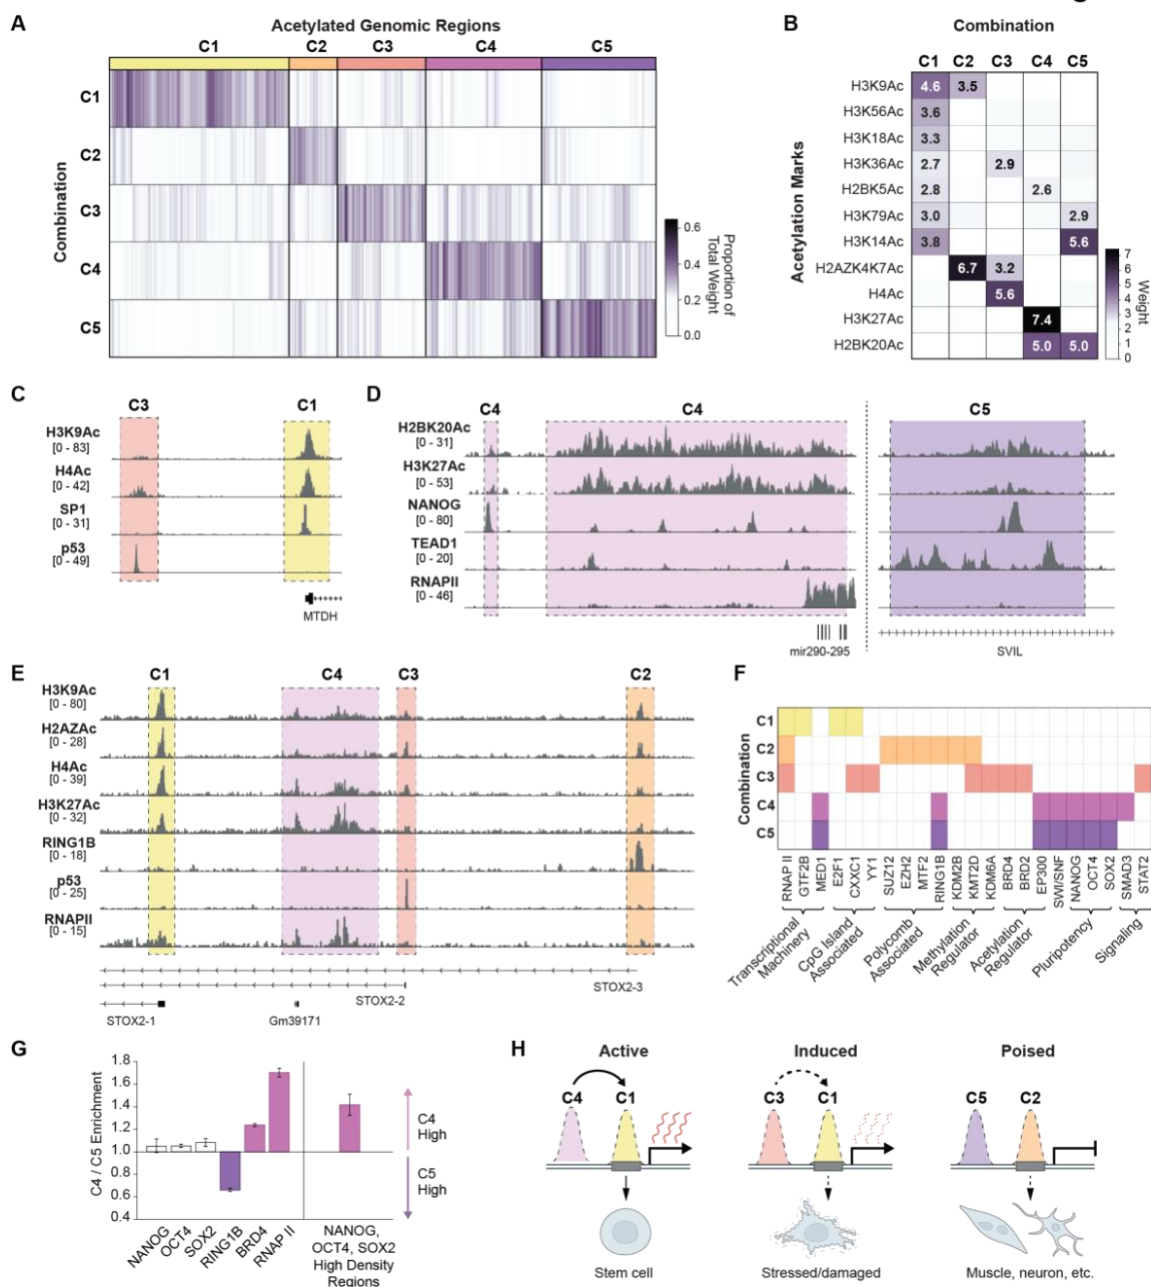 A
Acetylated Genomic Regions
C1 C2 C3 C4 C5
C1
C2
C3
C4
C5
Combination
0.6
0.4
0.2
0.0
Proportion of
Total Weight
B
Combination
C1 C2 C3 C4 C5
Acetylation Marks
H3K9Ac 4.6 3.5
H3K56Ac 3.6
H3K18Ac 3.3
H3K36Ac 2.7 2.9
H2BK5Ac 2.8 2.6
H3K79Ac 3.0 2.9
H3K14Ac 3.8 5.6
H2AZK4K7Ac 6.7 3.2
H4Ac 5.6
H3K27Ac 7.4
H2BK20Ac 5.0 5.0
7
6
5
4
3
2
1
0
Weight
C
C3 C1
H3K9Ac
[0 - 83]
H4Ac
[0 - 42]
SP1
[0 - 31]
p53
[0 - 49]
MTDH
D
C4 C4 C5
H2BK20Ac
[0 - 31]
H3K27Ac
[0 - 53]
NANOG
[0 - 80]
TEAD1
[0 - 20]
RNAPII
[0 - 46]
mir290-295 SVIL
E
C1 C4 C3 C2
H3K9Ac
[0 - 80]
H2AZAc
[0 - 28]
H4Ac
[0 - 39]
H3K27Ac
[0 - 32]
RING1B
[0 - 18]
p53
[0 - 25]
RNAPII
[0 - 15]
STOX2-3
STOX2-2
STOX2-1 Gm39171
F
Combination
C1
C2
C3
C4
C5
RNAP II
GTF2B
MED1
E2F1
CXXC1
YY1
SUZ12
EZH2
MTF2
RING1B
KDM2B
KMT2D
KDM6A
BRD4
BRD2
EP300
SWI/SNF
NANOG
OCT4
SOX2
SMAD3
STAT2
Transcriptional
Machinery
CpG Island
Associated
Polycomb
Associated
Methylation
Regulator
Acetylation
Regulator
Pluripotency
Signaling
G
C4 / C5 Enrichment
1.8
1.6
1.4
1.2
1.0
0.8
0.6
0.4
NANOG
OCT4
SOX2
RING1B
BRD4
RNAP II
NANOG,
OCT4, SOX2
High Density
Regions
C4
High
C5
High
H
Active Induced Poised
C4 C1 C3 C1 C5 C2
Stem cell Stressed/damaged Muscle, neuron, etc.